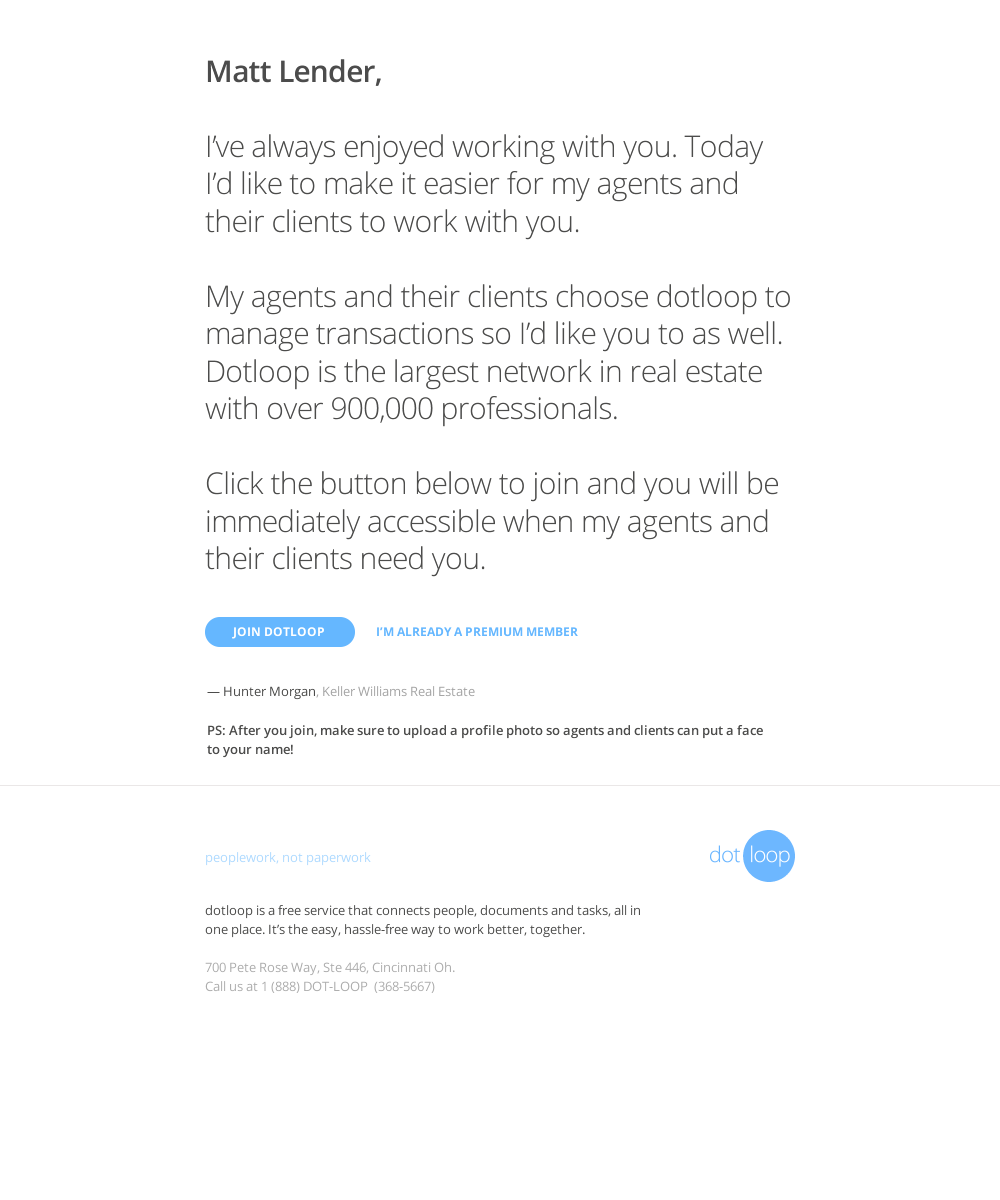 Matt Lender,
I’ve always enjoyed working with you. Today
I’d like to make it easier for my agents and
their clients to work with you.
My agents and their clients choose dotloop to
manage transactions so I’d like you to as well.
Dotloop is the largest network in real estate
with over 900,000 professionals.
Click the button below to join and you will be
immediately accessible when my agents and
their clients need you.
JOIN DOTLOOP I’M ALREADY A PREMIUM MEMBER
— Hunter Morgan, Keller Williams Real Estate
PS: After you join, make sure to upload a profile photo so agents and clients can put a face
to your name!
peoplework, not paperwork
dot loop
dotloop is a free service that connects people, documents and tasks, all in
one place. It’s the easy, hassle-free way to work better, together.
700 Pete Rose Way, Ste 446, Cincinnati Oh.
Call us at 1 (888) DOT-LOOP (368-5667)